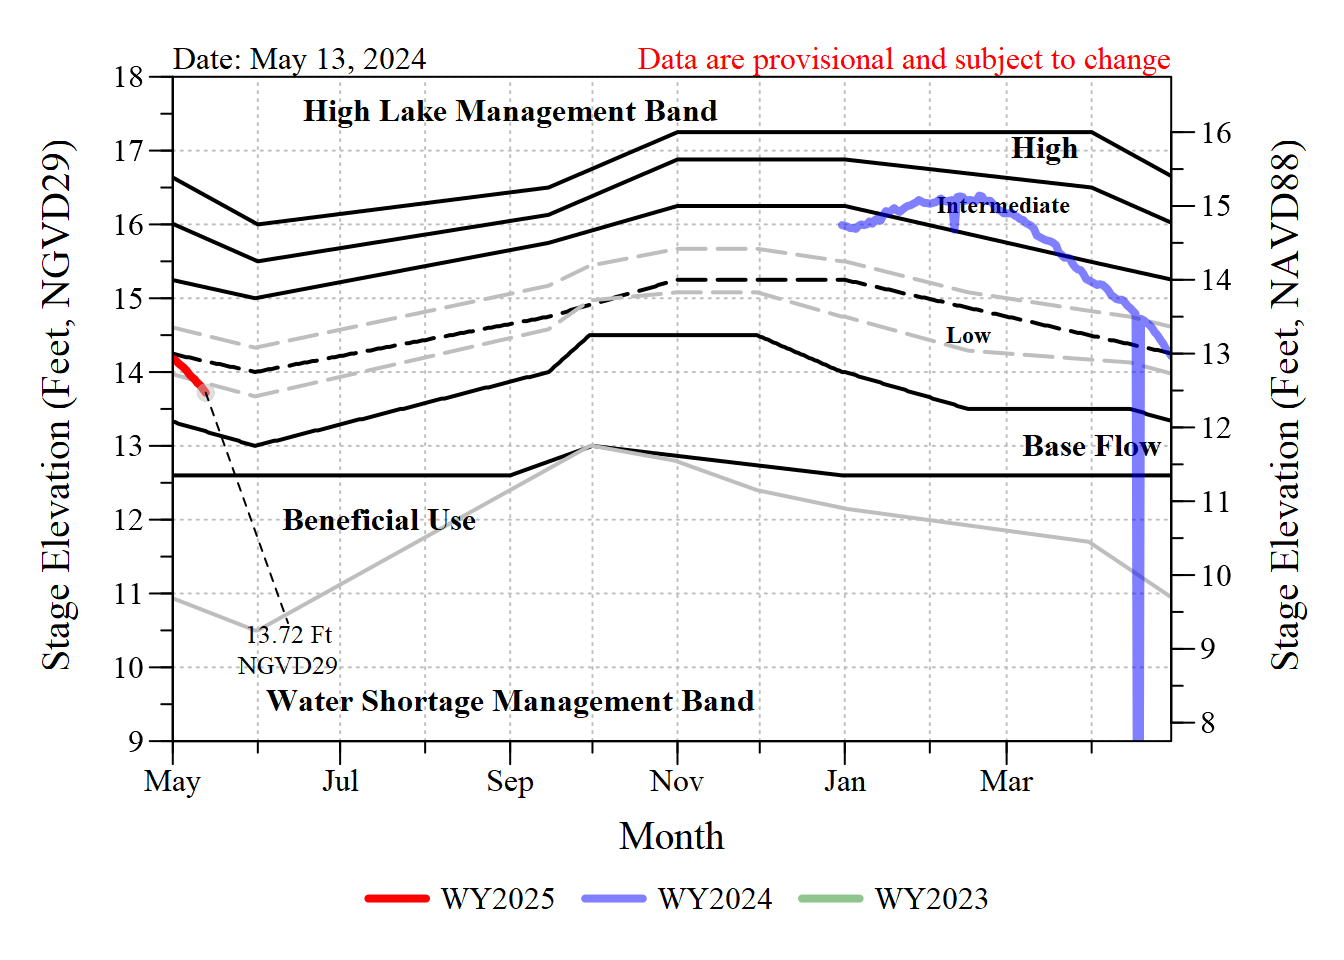 Date: May 13, 2024
Data are provisional and subject to change
18
17
16
15
14
13
12
11
10
9
Stage Elevation (Feet, NGVD29)
High Lake Management Band
High
Intermediate
Low
Base Flow
Beneficial Use
13.72 Ft
NGVD29
Water Shortage Management Band
16
15
14
13
12
11
10
9
8
Stage Elevation (Feet, NAVD88)
May Jul Sep Nov Jan Mar
Month
WY2025 WY2024 WY2023